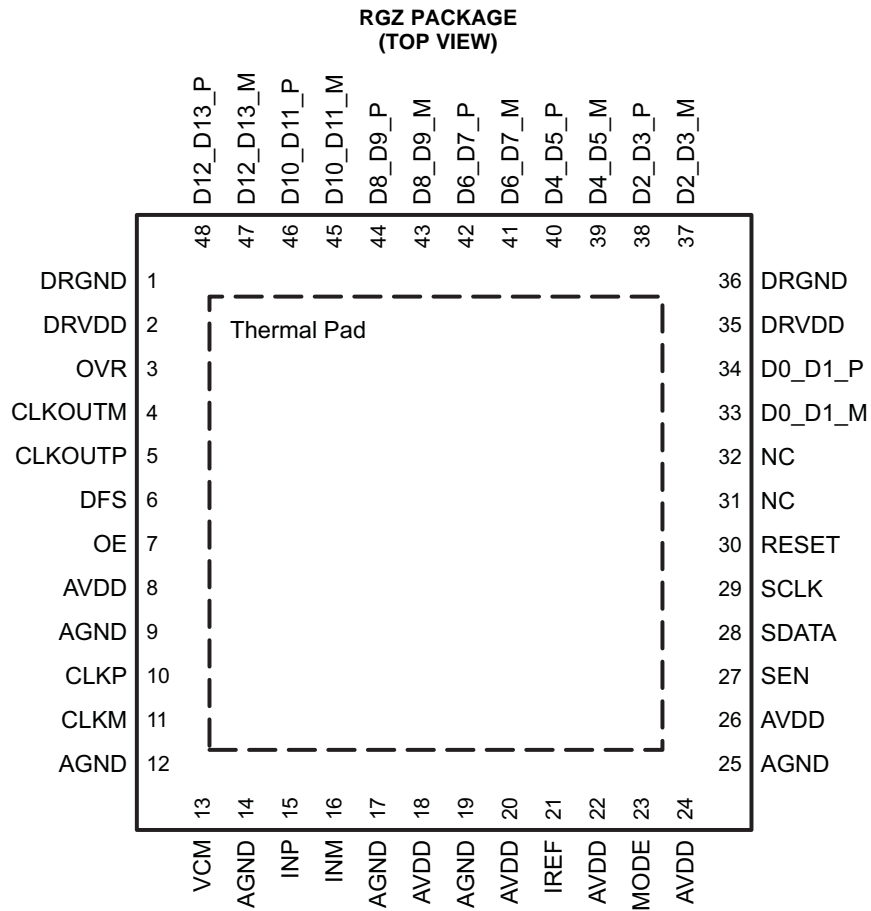 RGZ PACKAGE
(TOP VIEW)
D12_D13_P
D12_D13_M
D10_D11_P
D10_D11_M
D8_D9_P
D8_D9_M
D6_D7_P
D6_D7_M
D4_D5_P
D4_D5_M
D2_D3_P
D2_D3_M
48 47 46 45 44 43 42 41 40 39 38 37
DRGND 1
DRVDD 2
OVR 3
CLKOUTM 4
CLKOUTP 5
DFS 6
OE 7
AVDD 8
AGND 9
CLKP 10
CLKM 11
AGND 12
Thermal Pad
36 DRGND
35 DRVDD
34 D0_D1_P
33 D0_D1_M
32 NC
31 NC
30 RESET
29 SCLK
28 SDATA
27 SEN
26 AVDD
25 AGND
13 14 15 16 17 18 19 20 21 22 23 24
VCM
AGND
INP
INM
AGND
AVDD
AGND
AVDD
IREF
AVDD
MODE
AVDD